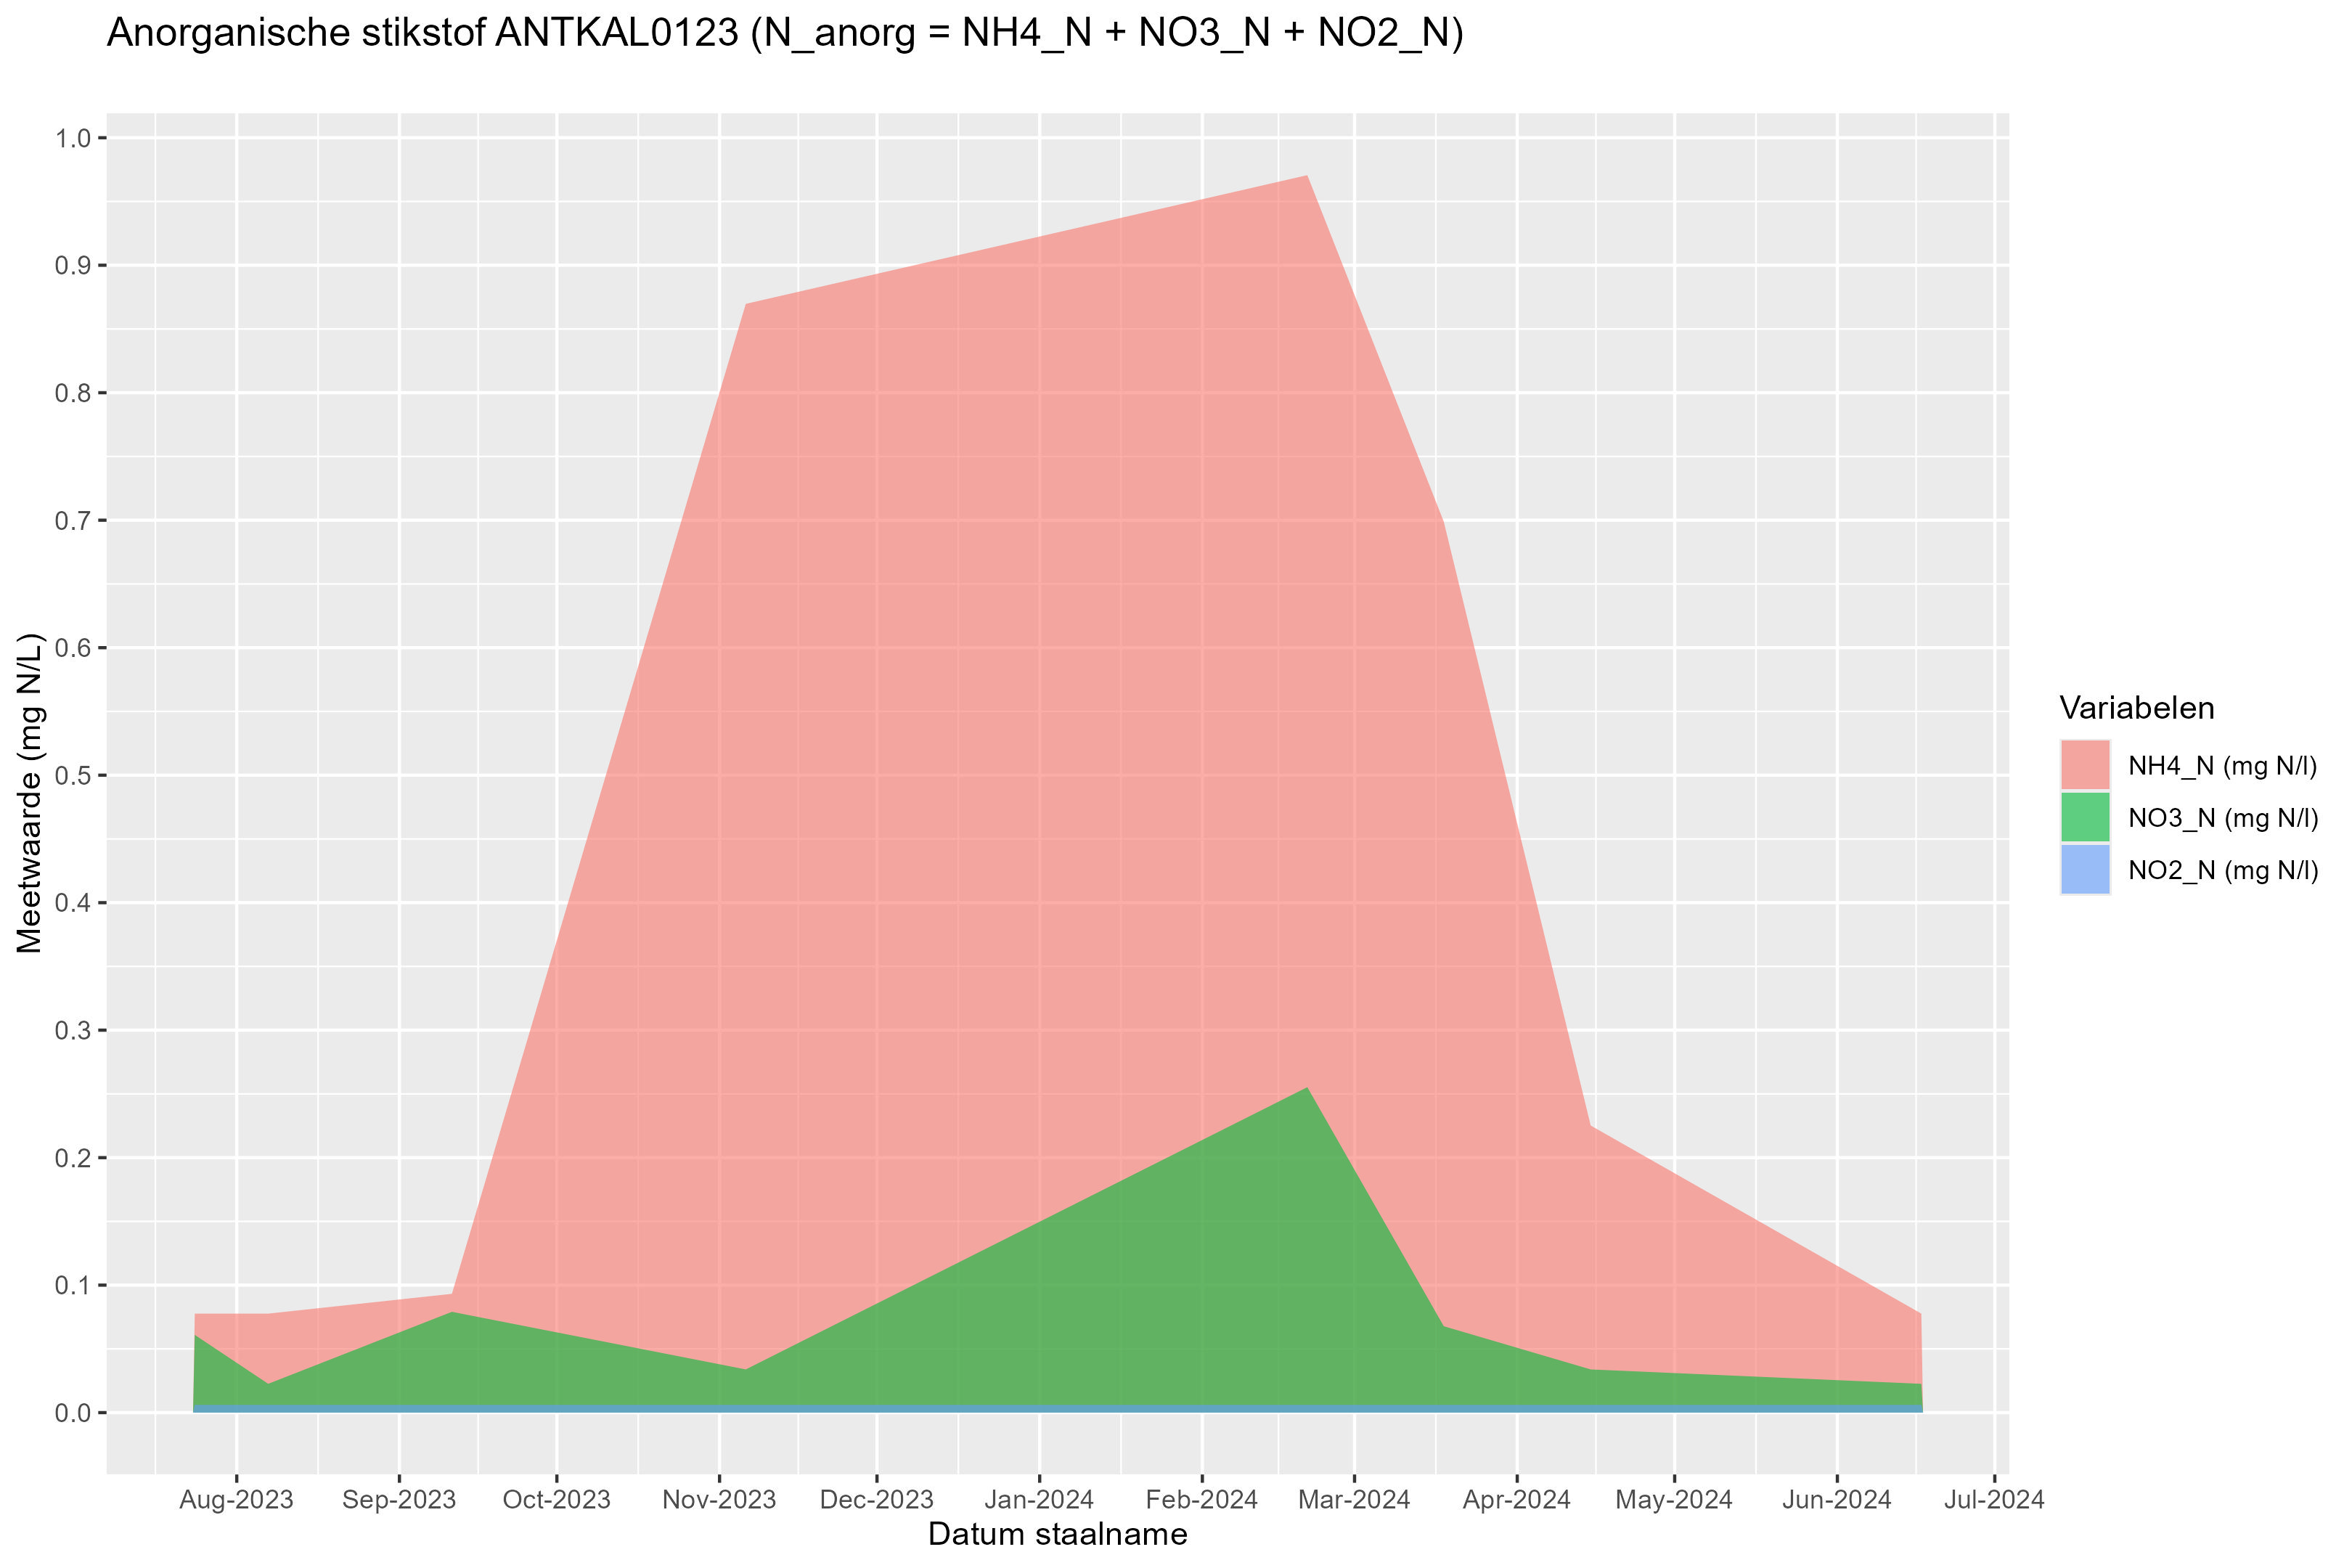 Anorganische stikstof ANTKAL0123 (N_anorg = NH4_N + NO3_N + NO2_N)
1.0
0.9
0.8
0.7
0.6
0.5
0.4
0.3
0.2
0.1
0.0
Meetwaarde (mg N/L)
Aug-2023 Sep-2023 Oct-2023 Nov-2023 Dec-2023 Jan-2024 Feb-2024 Mar-2024 Apr-2024 May-2024 Jun-2024 Jul-2024
Datum staalname
Variabelen
NH4_N (mg N/l)
NO3_N (mg N/l)
NO2_N (mg N/l)